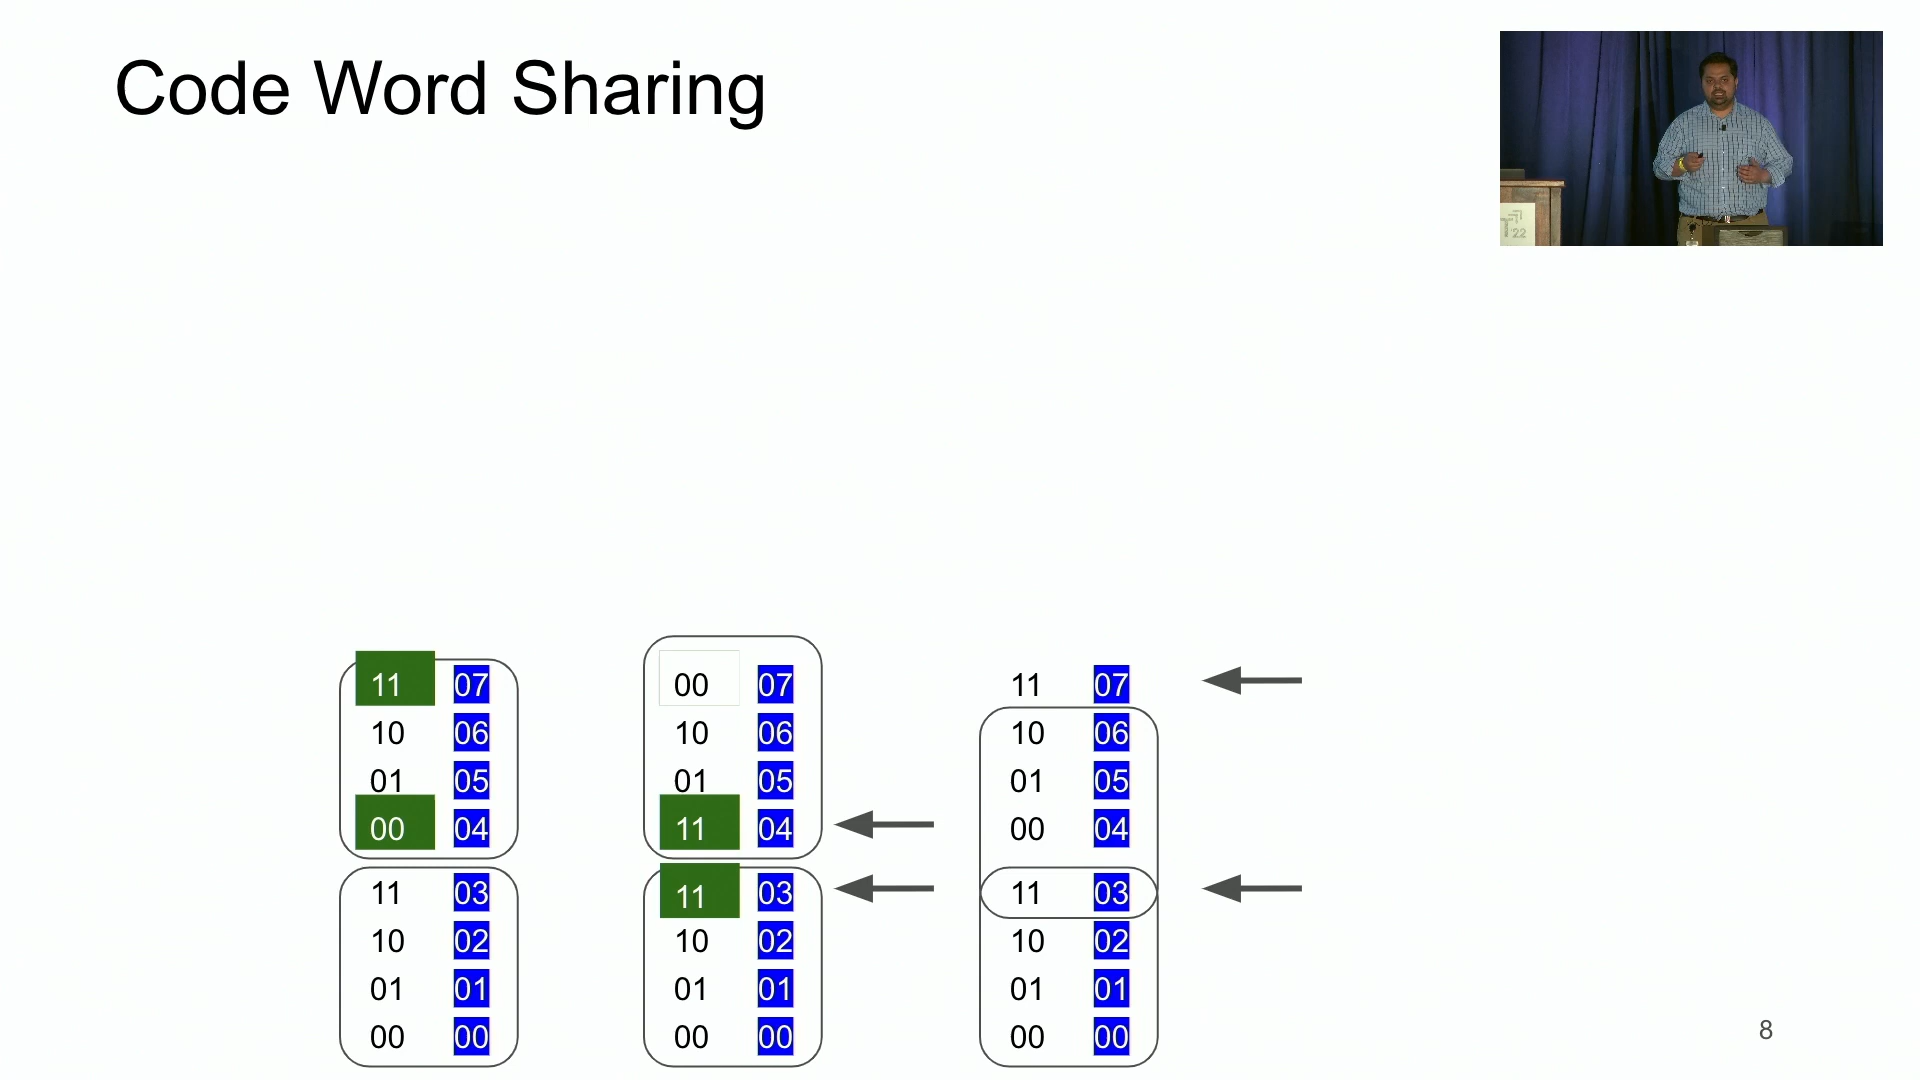 Code Word Sharing
'22
11 07 00 07 11 07
10 06 10 06 10 06
01 05 01 05 01 05
00 04 11 04 00 04
11 03 11 03 11 03
10 02 10 02 10 02
01 01 01 01 01 01
00 00 00 00 00 00
8